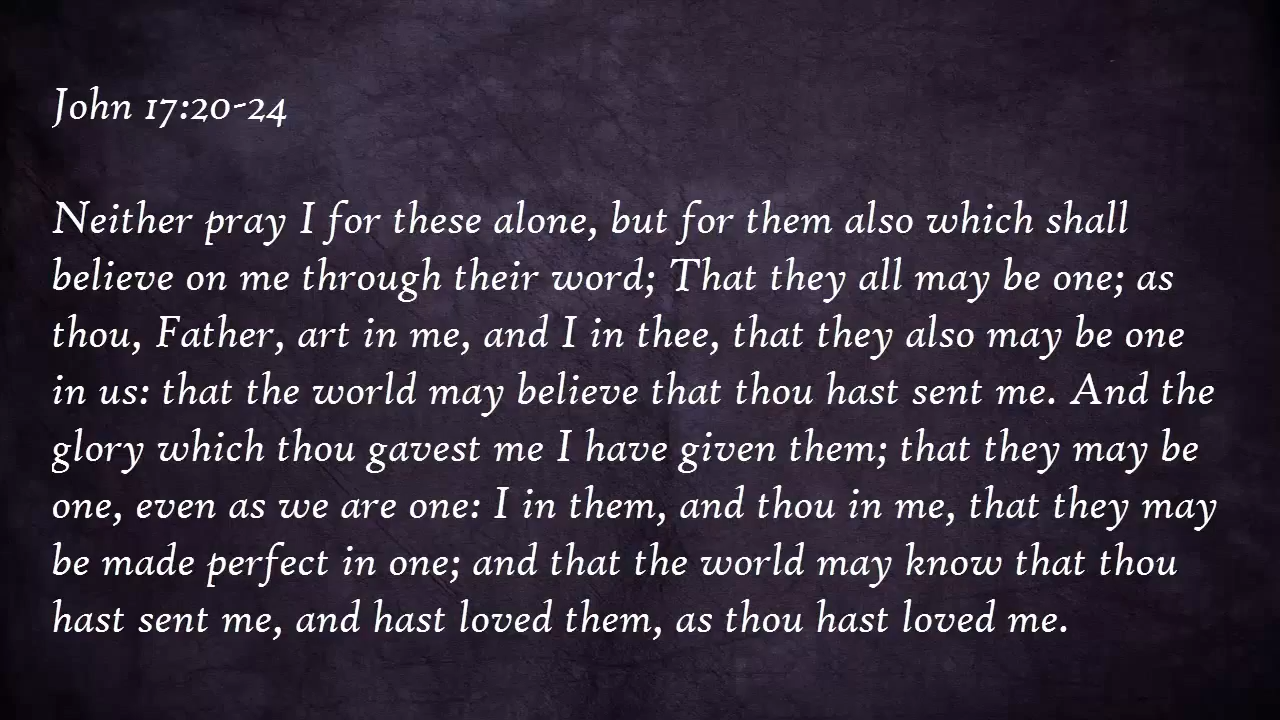 John 17:20-24
Neither pray I for these alone, but for them also which shall
believe on me through their word; That they all may be one; as
thou, Father, art in me, and I in thee, that they also may be one
in us: that the world may believe that thou hast sent me. And the
glory which thou gavest me I have given them; that they may be
one, even as we are one: I in them, and thou in me, that they may
be made perfect in one; and that the world may know that thou
hast sent me, and hast loved them, as thou hast loved me.